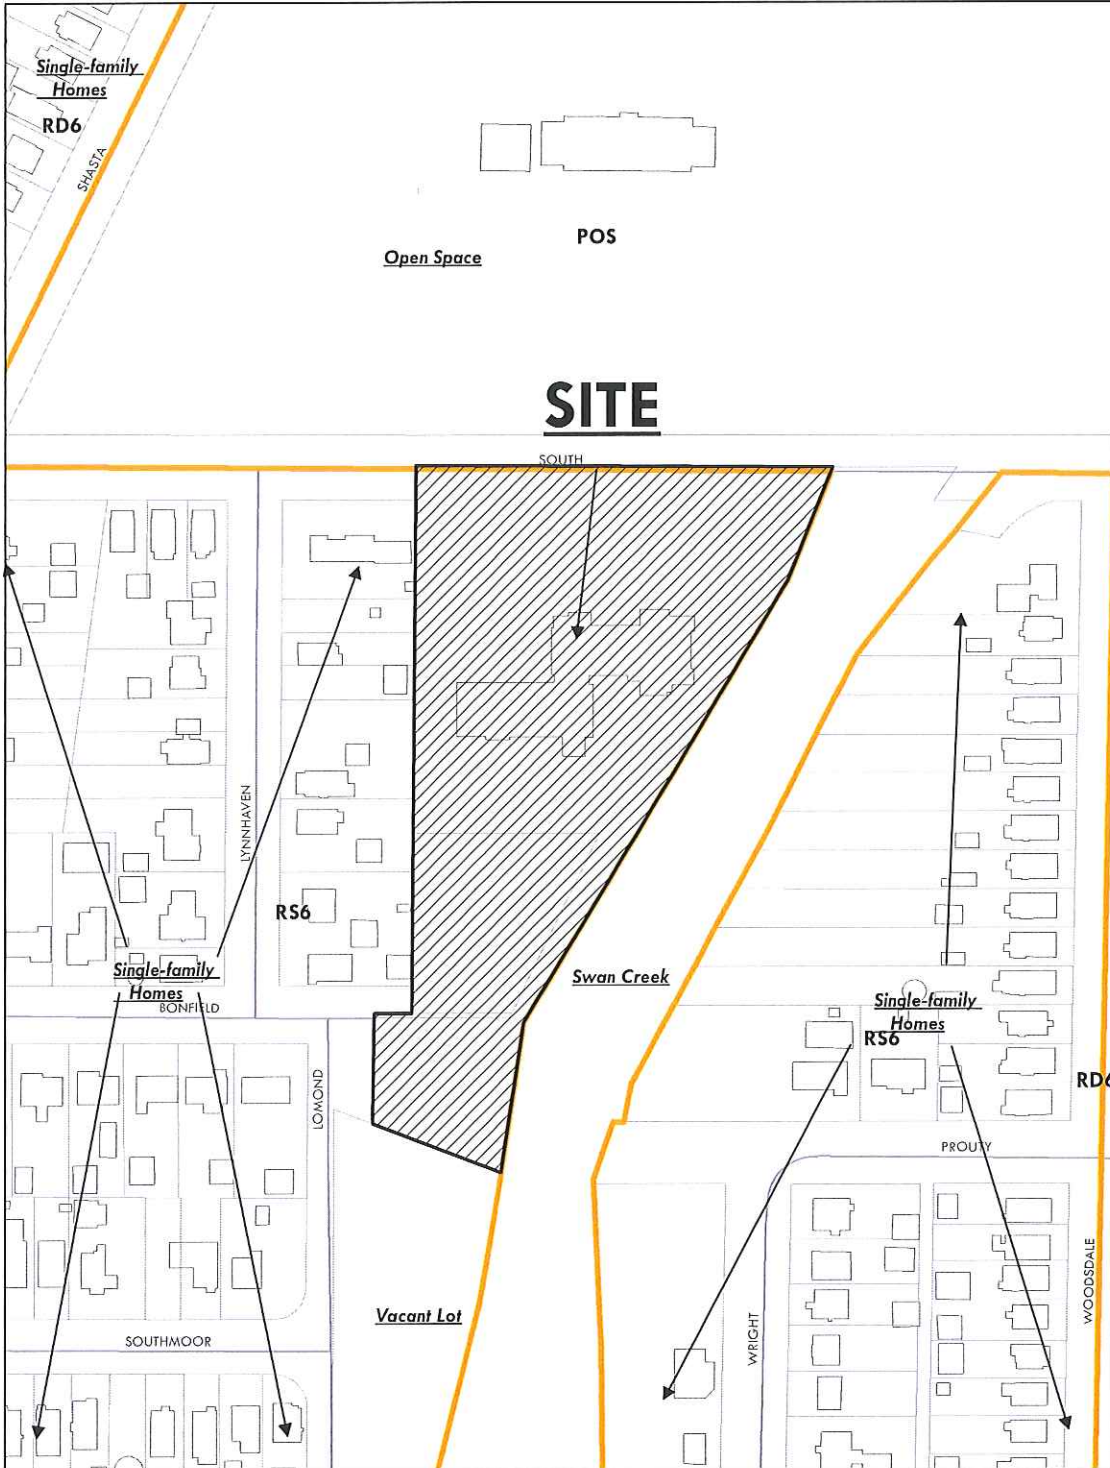 Single-family
Homes
RD6
SHASTA
POS
Open Space
SITE
SOUTH
LYNNHAVEN
RS6
Single-family
Homes
BONFIELD
Swan Creek
Single-family
Homes
RS6
RD6
LOMOND
PROUTY
WOODSDALE
Vacant Lot
WRIGHT
SOUTHMOOR